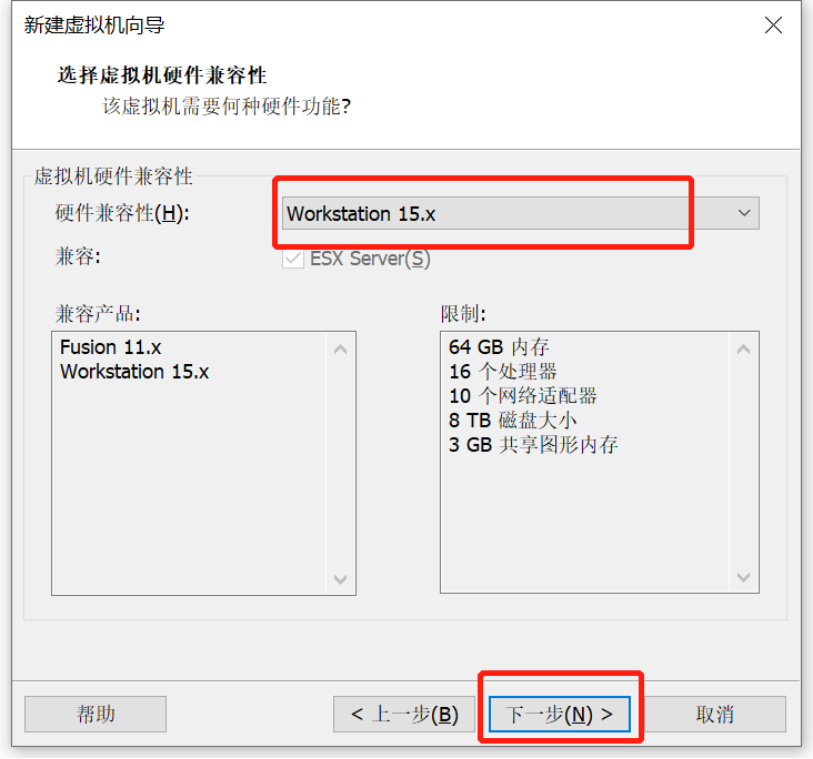 新建虚拟机向导
选择虚拟机硬件兼容性
该虚拟机需要何种硬件功能?
虚拟机硬件兼容性
硬件兼容性(H):
Workstation 15.x
兼容:
ESX Server(S)
兼容产品:
Fusion 11.x
Workstation 15.x
限制:
64 GB 内存
16 个处理器
10 个网络适配器
8 TB 磁盘大小
3 GB 共享图形内存
帮助
< 上一步(B)
下一步(N) >
取消